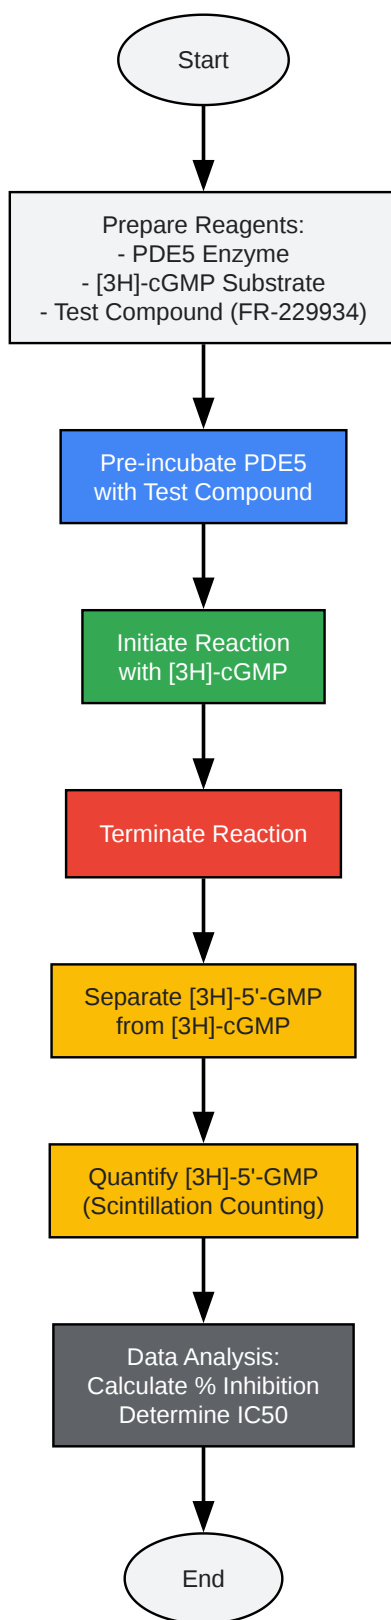 Start
Prepare Reagents:
- PDE5 Enzyme
- [3H]-cGMP Substrate
- Test Compound (FR-229934)
Pre-incubate PDE5
with Test Compound
Initiate Reaction
with [3H]-cGMP
Terminate Reaction
Separate [3H]-5'-GMP
from [3H]-cGMP
Quantify [3H]-5'-GMP
(Scintillation Counting)
Data Analysis:
Calculate % Inhibition
Determine IC50
End